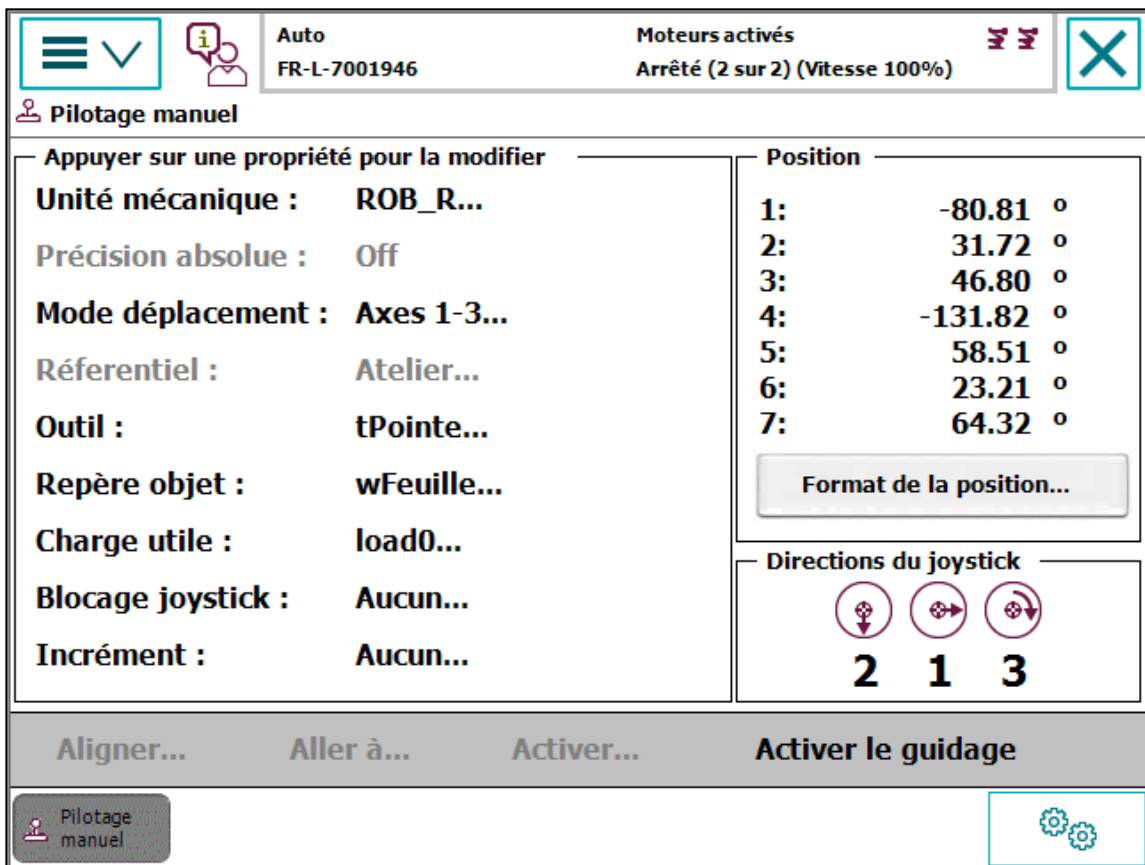 Auto
Moteurs activés
FR-L-7001946
Arrêté (2 sur 2) (Vitesse 100%)
Pilotage manuel
Appuyer sur une propriété pour la modifier
Unité mécanique : ROB_R...
Précision absolue : Off
Mode déplacement : Axes 1-3...
Réferentiel : Atelier...
Outil : tPointe...
Repère objet : wFeuille...
Charge utile : load0...
Blocage joystick : Aucun...
Incrément : Aucun...
Position
1: -80.81 º
2: 31.72 º
3: 46.80 º
4: -131.82 º
5: 58.51 º
6: 23.21 º
7: 64.32 º
Format de la position...
Directions du joystick
2 1 3
Aligner... Aller à... Activer... Activer le guidage
Pilotage
manuel